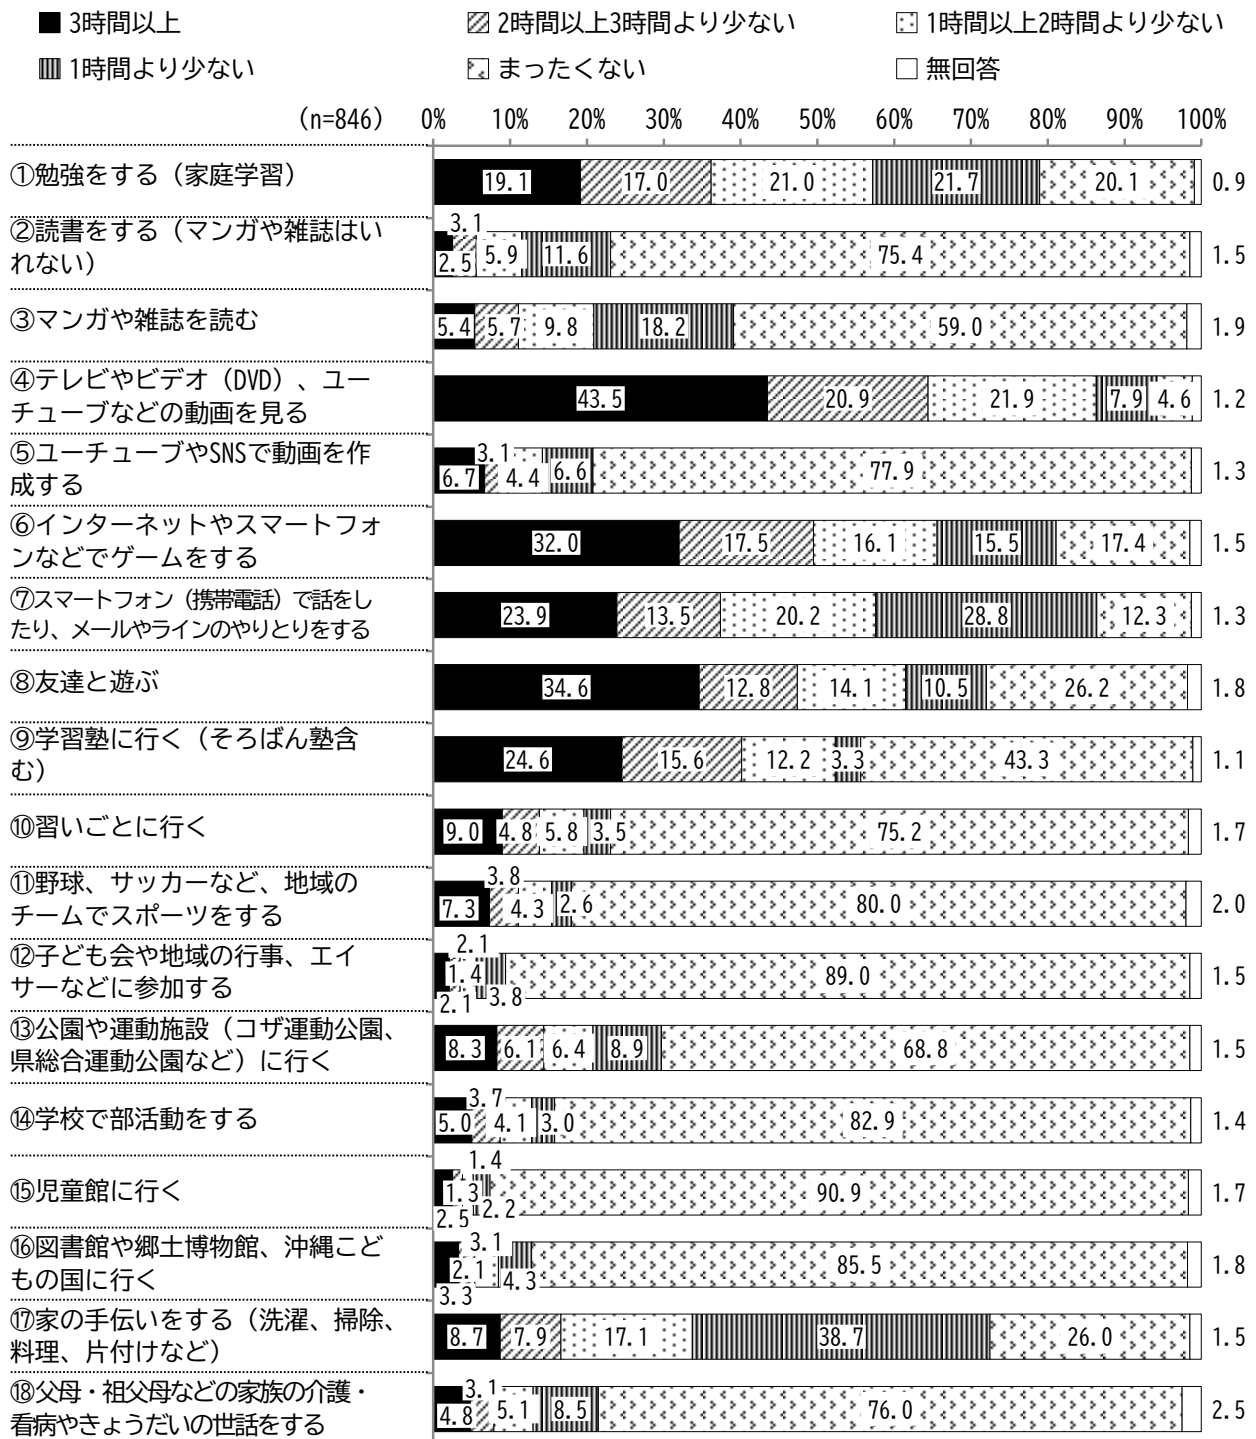 3時間以上
2時間以上3時間より少ない
1時間以上2時間より少ない
1時間より少ない
まったくない
無回答
(n=846)
0% 10% 20% 30% 40% 50% 60% 70% 80% 90% 100%
①勉強をする（家庭学習）
19.1 17.0 21.0 21.7 20.1 0.9
②読書をする（マンガや雑誌はい
れない）
2.5 3.1 5.9 11.6 75.4 1.5
③マンガや雑誌を読む
5.4 5.7 9.8 18.2 59.0 1.9
④テレビやビデオ（DVD）、ユー
チューブなどの動画を見る
43.5 20.9 21.9 7.9 4.6 1.2
⑤ユーチューブやSNSで動画を作
成する
6.7 3.1 4.4 6.6 77.9 1.3
⑥インターネットやスマートフォ
ンなどでゲームをする
32.0 17.5 16.1 15.5 17.4 1.5
⑦スマートフォン（携帯電話）で話をし
たり、メールやラインのやりとりをする
23.9 13.5 20.2 28.8 12.3 1.3
⑧友達と遊ぶ
34.6 12.8 14.1 10.5 26.2 1.8
⑨学習塾に行く（そろばん塾含
む）
24.6 15.6 12.2 3.3 43.3 1.1
⑩習いごとに行く
9.0 4.8 5.8 3.5 75.2 1.7
⑪野球、サッカーなど、地域の
チームでスポーツをする
7.3 3.8 4.3 2.6 80.0 2.0
⑫子ども会や地域の行事、エイ
サーなどに参加する
2.1 1.4 2.1 3.8 89.0 1.5
⑬公園や運動施設（コザ運動公園、
県総合運動公園など）に行く
8.3 6.1 6.4 8.9 68.8 1.5
⑭学校で部活動をする
5.0 3.7 4.1 3.0 82.9 1.4
⑮児童館に行く
2.5 1.3 1.4 2.2 90.9 1.7
⑯図書館や郷土博物館、沖縄こど
もの国に行く
3.3 2.1 3.1 4.3 85.5 1.8
⑰家の手伝いをする（洗濯、掃除、
料理、片付けなど）
8.7 7.9 17.1 38.7 26.0 1.5
⑱父母・祖父母などの家族の介護・
看病やきょうだいの世話をする
4.8 3.1 5.1 8.5 76.0 2.5